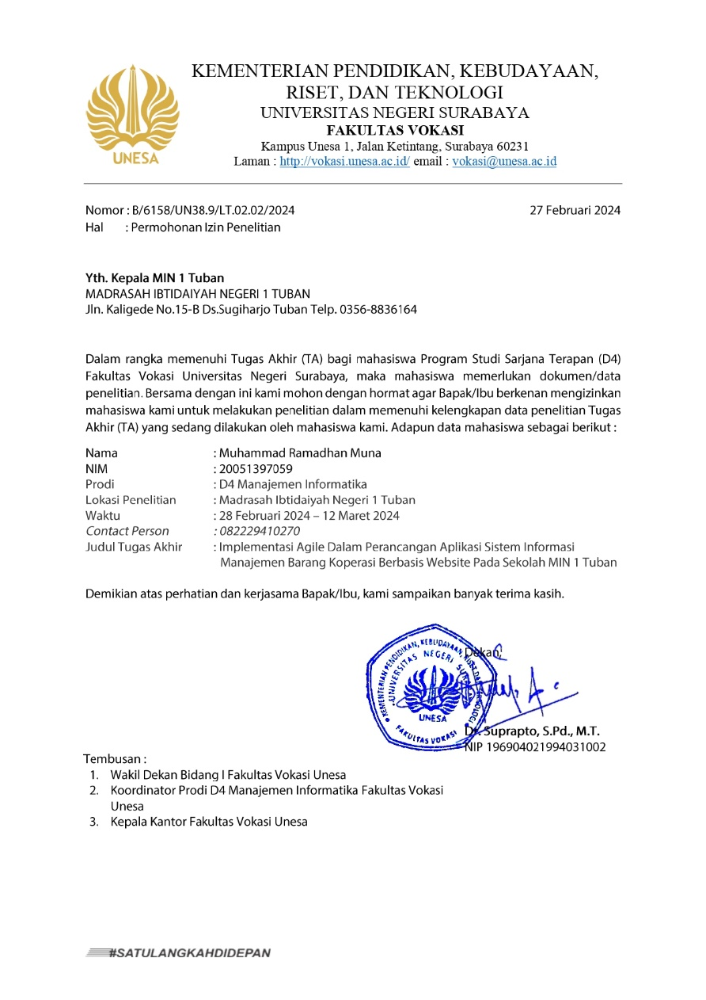 KEMENTERIAN PENDIDIKAN, KEBUDAYAAN,
RISET, DAN TEKNOLOGI
UNIVERSITAS NEGERI SURABAYA
FAKULTAS VOKASI
Kampus Unesa 1, Jalan Ketintang, Surabaya 60231
Laman : http://vokasi.unesa.ac.id/ email : vokasi@unesa.ac.id
UNESA
Nomor : B/6158/UN38.9/LT.02.02/2024 27 Februari 2024
Hal : Permohonan Izin Penelitian
Yth. Kepala MIN 1 Tuban
MADRASAH IBTIDAIYAH NEGERI 1 TUBAN
Jln. Kaligede No.15-B Ds.Sugiharjo Tuban Telp. 0356-8836164
Dalam rangka memenuhi Tugas Akhir (TA) bagi mahasiswa Program Studi Sarjana Terapan (D4)
Fakultas Vokasi Universitas Negeri Surabaya, maka mahasiswa memerlukan dokumen/data
penelitian. Bersama dengan ini kami mohon dengan hormat agar Bapak/Ibu berkenan mengizinkan
mahasiswa kami untuk melakukan penelitian dalam memenuhi kelengkapan data penelitian Tugas
Akhir (TA) yang sedang dilakukan oleh mahasiswa kami. Adapun data mahasiswa sebagai berikut :
Nama : Muhammad Ramadhan Muna
NIM : 20051397059
Prodi : D4 Manajemen Informatika
Lokasi Penelitian : Madrasah Ibtidaiyah Negeri 1 Tuban
Waktu : 28 Februari 2024 – 12 Maret 2024
Contact Person : 082229410270
Judul Tugas Akhir : Implementasi Agile Dalam Perancangan Aplikasi Sistem Informasi
Manajemen Barang Koperasi Berbasis Website Pada Sekolah MIN 1 Tuban
Demikian atas perhatian dan kerjasama Bapak/Ibu, kami sampaikan banyak terima kasih.
Dekan,
KEMENTERIAN PENDIDIKAN, KEBUDAYAAN, RISET DAN TEKNOLOGI
UNIVERSITAS NEGERI SURABAYA
UNESA
FAKULTAS VOKASI
Dr. Suprapto, S.Pd., M.T.
NIP 196904021994031002
Tembusan :
1. Wakil Dekan Bidang I Fakultas Vokasi Unesa
2. Koordinator Prodi D4 Manajemen Informatika Fakultas Vokasi
Unesa
3. Kepala Kantor Fakultas Vokasi Unesa
#SATULANGKAHDIDEPAN